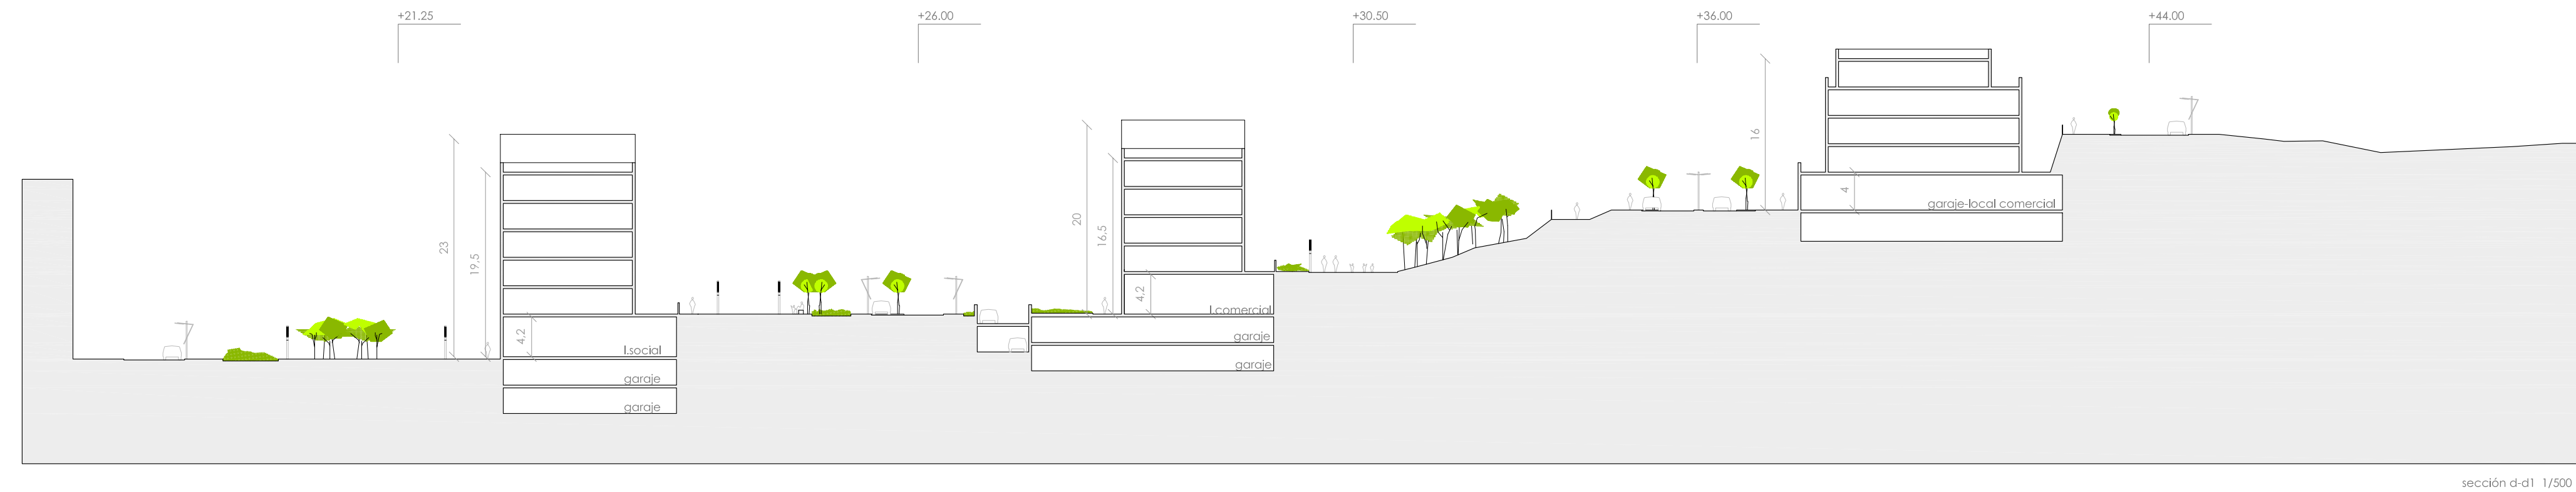 +21.25
+26.00
+30.50
+36.00
+44.00
23
19,5
4,2
l.social
garaje
garaje
20
16,5
4,2
l.comercial
garaje
garaje
16
4
garaje-local comercial
sección d-d1 1/500